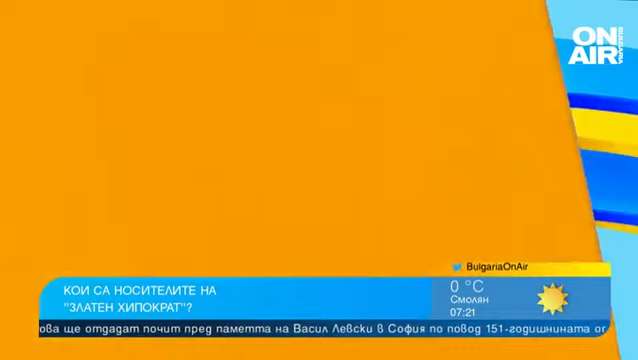 ON
AIR
BULGARIA
BulgariaOnAir
КОИ СА НОСИТЕЛИТЕ НА
"ЗЛАТЕН ХИПОКРАТ"?
0 °C
Смолян
07:21
ова ще отдадат почит пред паметта на Васил Левски в София по повод 151-годишнината от